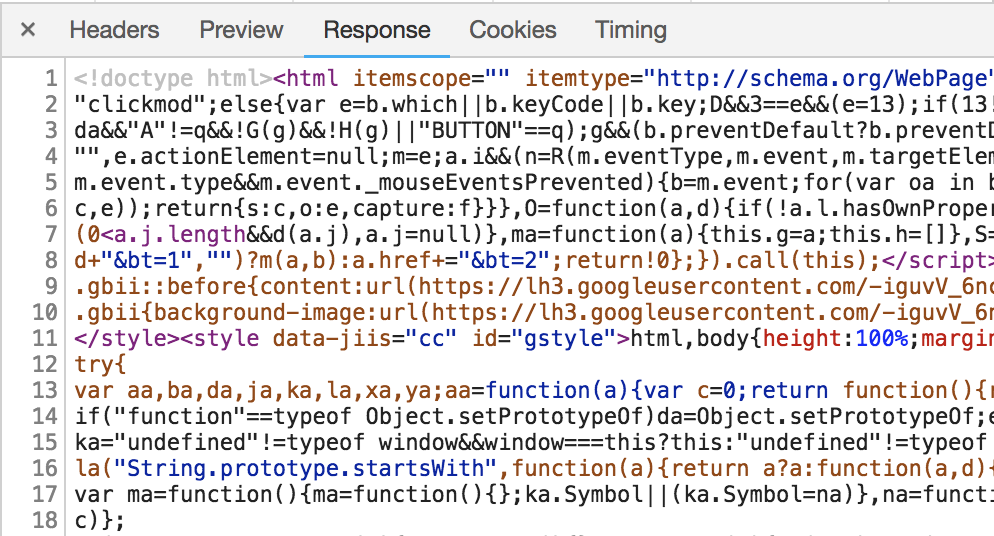 × Headers Preview Response Cookies Timing
1 <!doctype html><html itemscope="" itemtype="http://schema.org/WebPage"
2 "clickmod";else{var e=b.which||b.keyCode||b.key;D&&3==e&&(e=13);if(13!
3 da&&"A"!=q&&!G(g)&&!H(g)||"BUTTON"==q);g&&(b.preventDefault?b.prevent
4 "",e.actionElement=null;m=e;a.i&&(n=R(m.eventType,m.event,m.targetElem
5 m.event.type&&m.event._mouseEventsPrevented){b=m.event;for(var oa in b
6 c,e));return{s:c,o:e,capture:f}}},O=function(a,d){if(!a.l.hasOwnProper
7 (0<a.j.length&&d(a.j),a.j=null)},ma=function(a){this.g=a;this.h=[]},S=
8 d+"&bt=1","")?m(a,b):a.href+="&bt=2";return!0};}).call(this);</script>
9 .gbii::before{content:url(https://lh3.googleusercontent.com/-iguvV_6n
10 .gbii{background-image:url(https://lh3.googleusercontent.com/-iguvV_6
11 </style><style data-jiis="cc" id="gstyle">html,body{height:100%;margin
12 try{
13 var aa,ba,da,ja,ka,la,xa,ya;aa=function(a){var c=0;return function(){
14 if("function"==typeof Object.setPrototypeOf)da=Object.setPrototypeOf;e
15 ka="undefined"!=typeof window&&window===this?this:"undefined"!=typeof
16 la("String.prototype.startsWith",function(a){return a?a:function(a,d){
17 var ma=function(){ma=function(){};ka.Symbol||(ka.Symbol=na)},na=functi
18 c)};